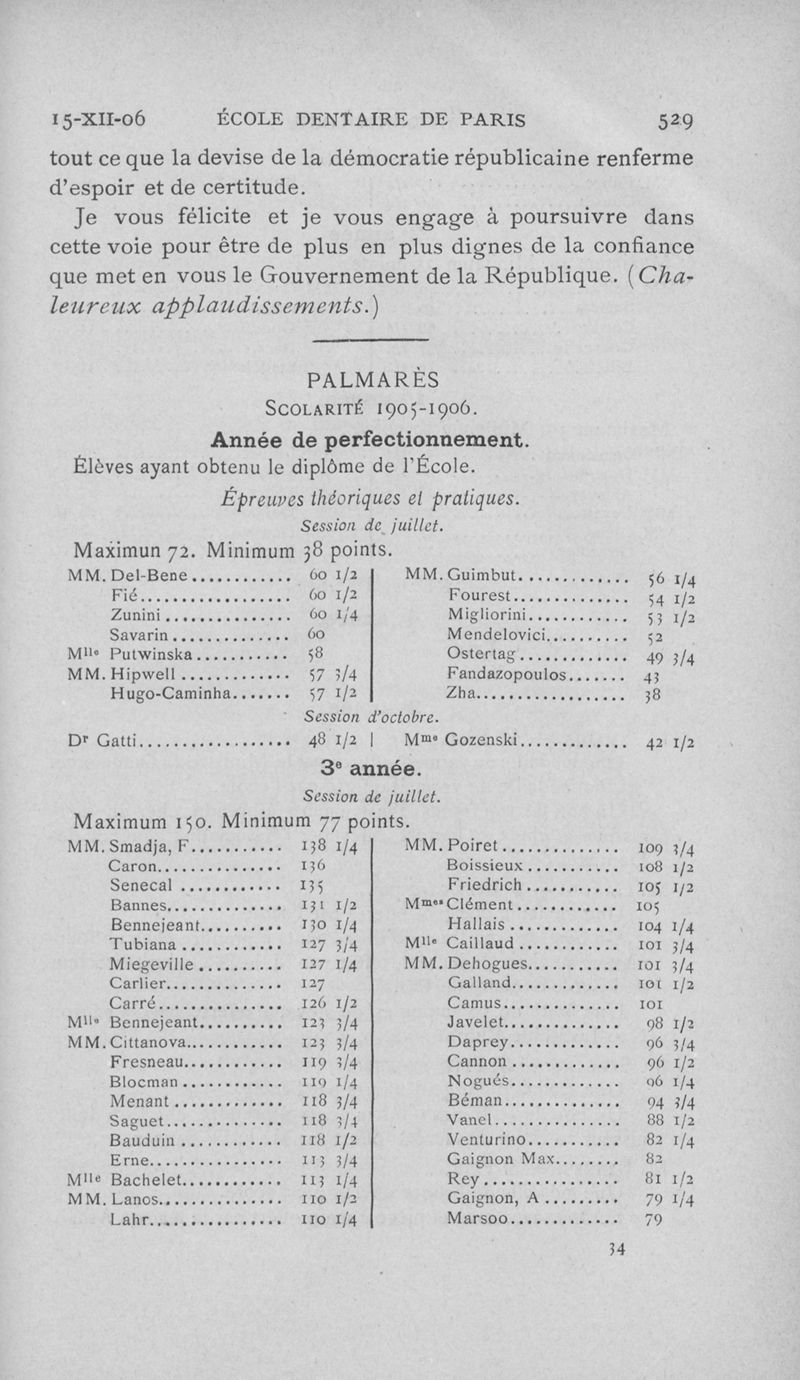 15-XII-06 ÉCOLE DENTAIRE DE PARIS 529
tout ce que la devise de la démocratie républicaine renferme
d'espoir et de certitude.
Je vous félicite et je vous engage à poursuivre dans
cette voie pour être de plus en plus dignes de la confiance
que met en vous le Gouvernement de la République. (Cha-
leureux applaudissements.)
PALMARÈS
SCOLARITÉ 1905-1906.
Année de perfectionnement.
Élèves ayant obtenu le diplôme de l'École.
Épreuves théoriques et pratiques.
Session de juillet.
Maximun 72. Minimum 38 points.
MM. Del-Bene............ 60 1/2
Fié................... 60 1/2
Zunini............... 60 1/4
Savarin.............. 60
Mlle Putwinska........... 58
MM. Hipwell............. 57 3/4
Hugo-Caminha....... 57 1/2
MM. Guimbut............. 56 1/4
Fourest.............. 54 1/2
Migliorini............ 53 1/2
Mendelovici.......... 52
Ostertag............. 49 3/4
Fandazopoulos....... 43
Zha.................. 38
Session d'octobre.
Dr Gatti.................. 48 1/2 | Mme Gozenski............. 42 1/2
3e année.
Session de juillet.
Maximum 150. Minimum 77 points.
MM. Smadja, F........... 138 1/4
Caron............... 136
Senecal............ 135
Bannes.............. 131 1/2
Bennejeant.......... 130 1/4
Tubiana............ 127 3/4
Miegeville.......... 127 1/4
Carlier.............. 127
Carré............... 126 1/2
Mlle Bennejeant.......... 123 3/4
MM. Cittanova............ 123 3/4
Fresneau............ 119 3/4
Blocman............ 119 1/4
Menant............. 118 3/4
Saguet.............. 118 3/4
Bauduin............ 118 1/2
Erne................ 113 3/4
Mlle Bachelet............ 113 1/4
MM. Lanos............... 110 1/2
Lahr................ 110 1/4
MM. Poiret.............. 109 3/4
Boissieux........... 108 1/2
Friedrich........... 105 1/2
Mmes Clément............ 105
Hallais............. 104 1/4
Mlle Caillaud............ 101 3/4
MM. Dehogues........... 101 3/4
Galland............. 101 1/2
Camus.............. 101
Javelet.............. 98 1/2
Daprey............. 96 3/4
Cannon............. 96 1/2
Nogués............. 96 1/4
Béman.............. 94 3/4
Vanel............... 88 1/2
Venturino........... 82 1/4
Gaignon Max........ 82
Rey................ 81 1/2
Gaignon, A......... 79 1/4
Marsoo............. 79
34